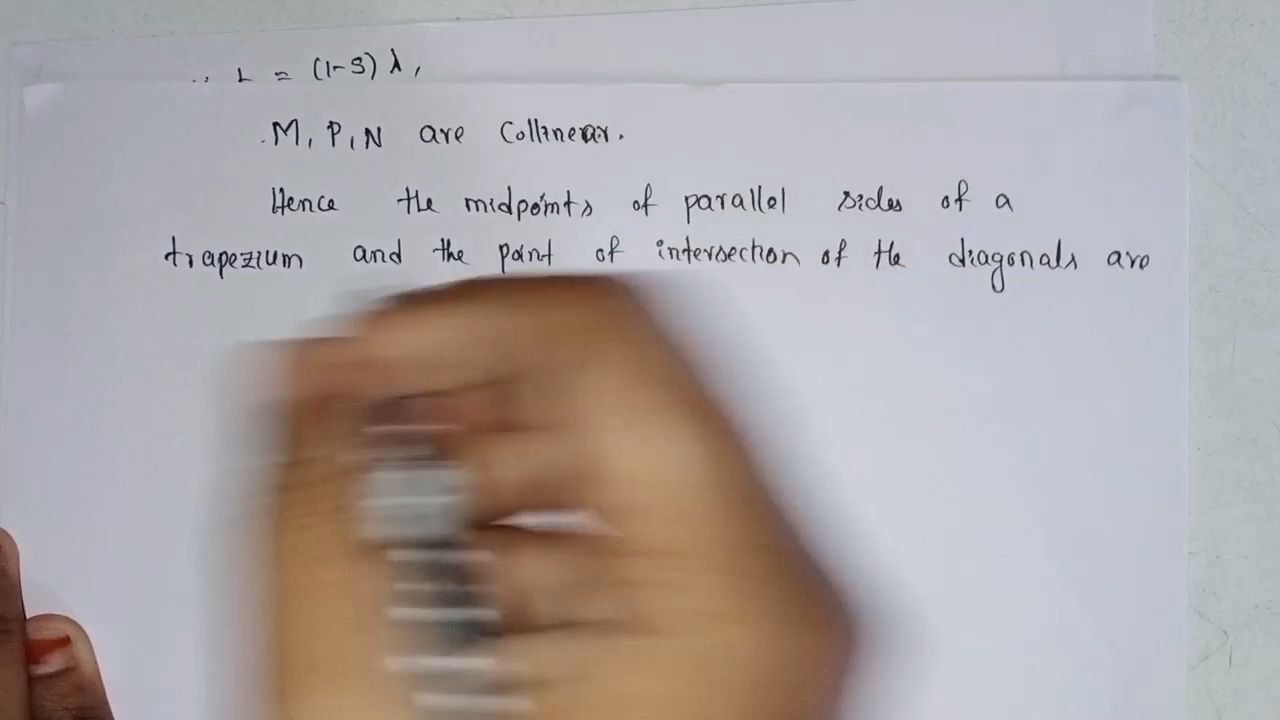 ∴ L = (1-S) λ,
M, P, N are Collinear.
Hence the midpoints of parallel sides of a
trapezium and the point of intersection of the diagonals are